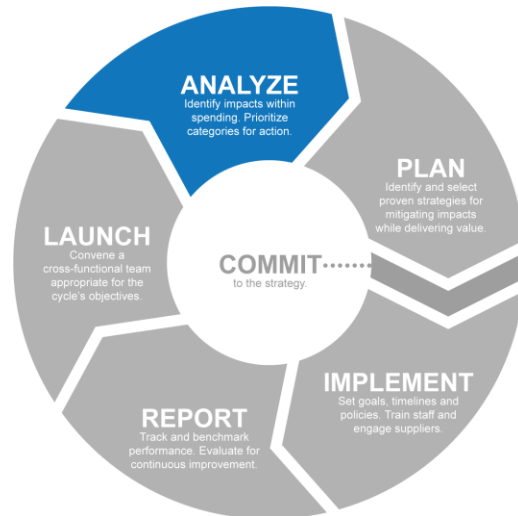 ANALYZE
Identify impacts within
spending. Prioritize
categories for action.
PLAN
Identify and select
proven strategies for
mitigating impacts
while delivering value.
COMMIT
to the strategy.
IMPLEMENT
Set goals, timelines and
policies. Train staff and
engage suppliers.
REPORT
Track and benchmark
performance. Evaluate for
continuous improvement.
LAUNCH
Convene a
cross-functional team
appropriate for the
cycle's objectives.